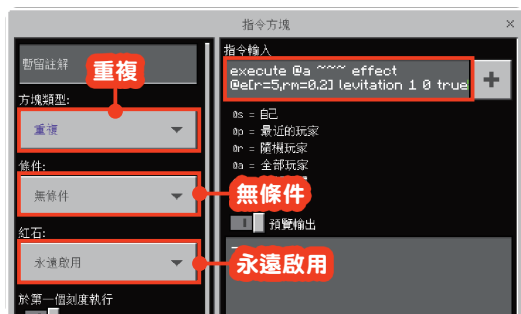 指令方塊
×
暫留註解
重複
方塊類型:
重複
條件:
無條件
無條件
紅石:
永遠啟用
永遠啟用
於第一個刻度執行
指令輸入
execute @a ~~~ effect
@e[r=5,rm=0.2] levitation 1 0 true
+
@s = 自己
@p = 最近的玩家
@r = 隨機玩家
@a = 全部玩家
預覽輸出